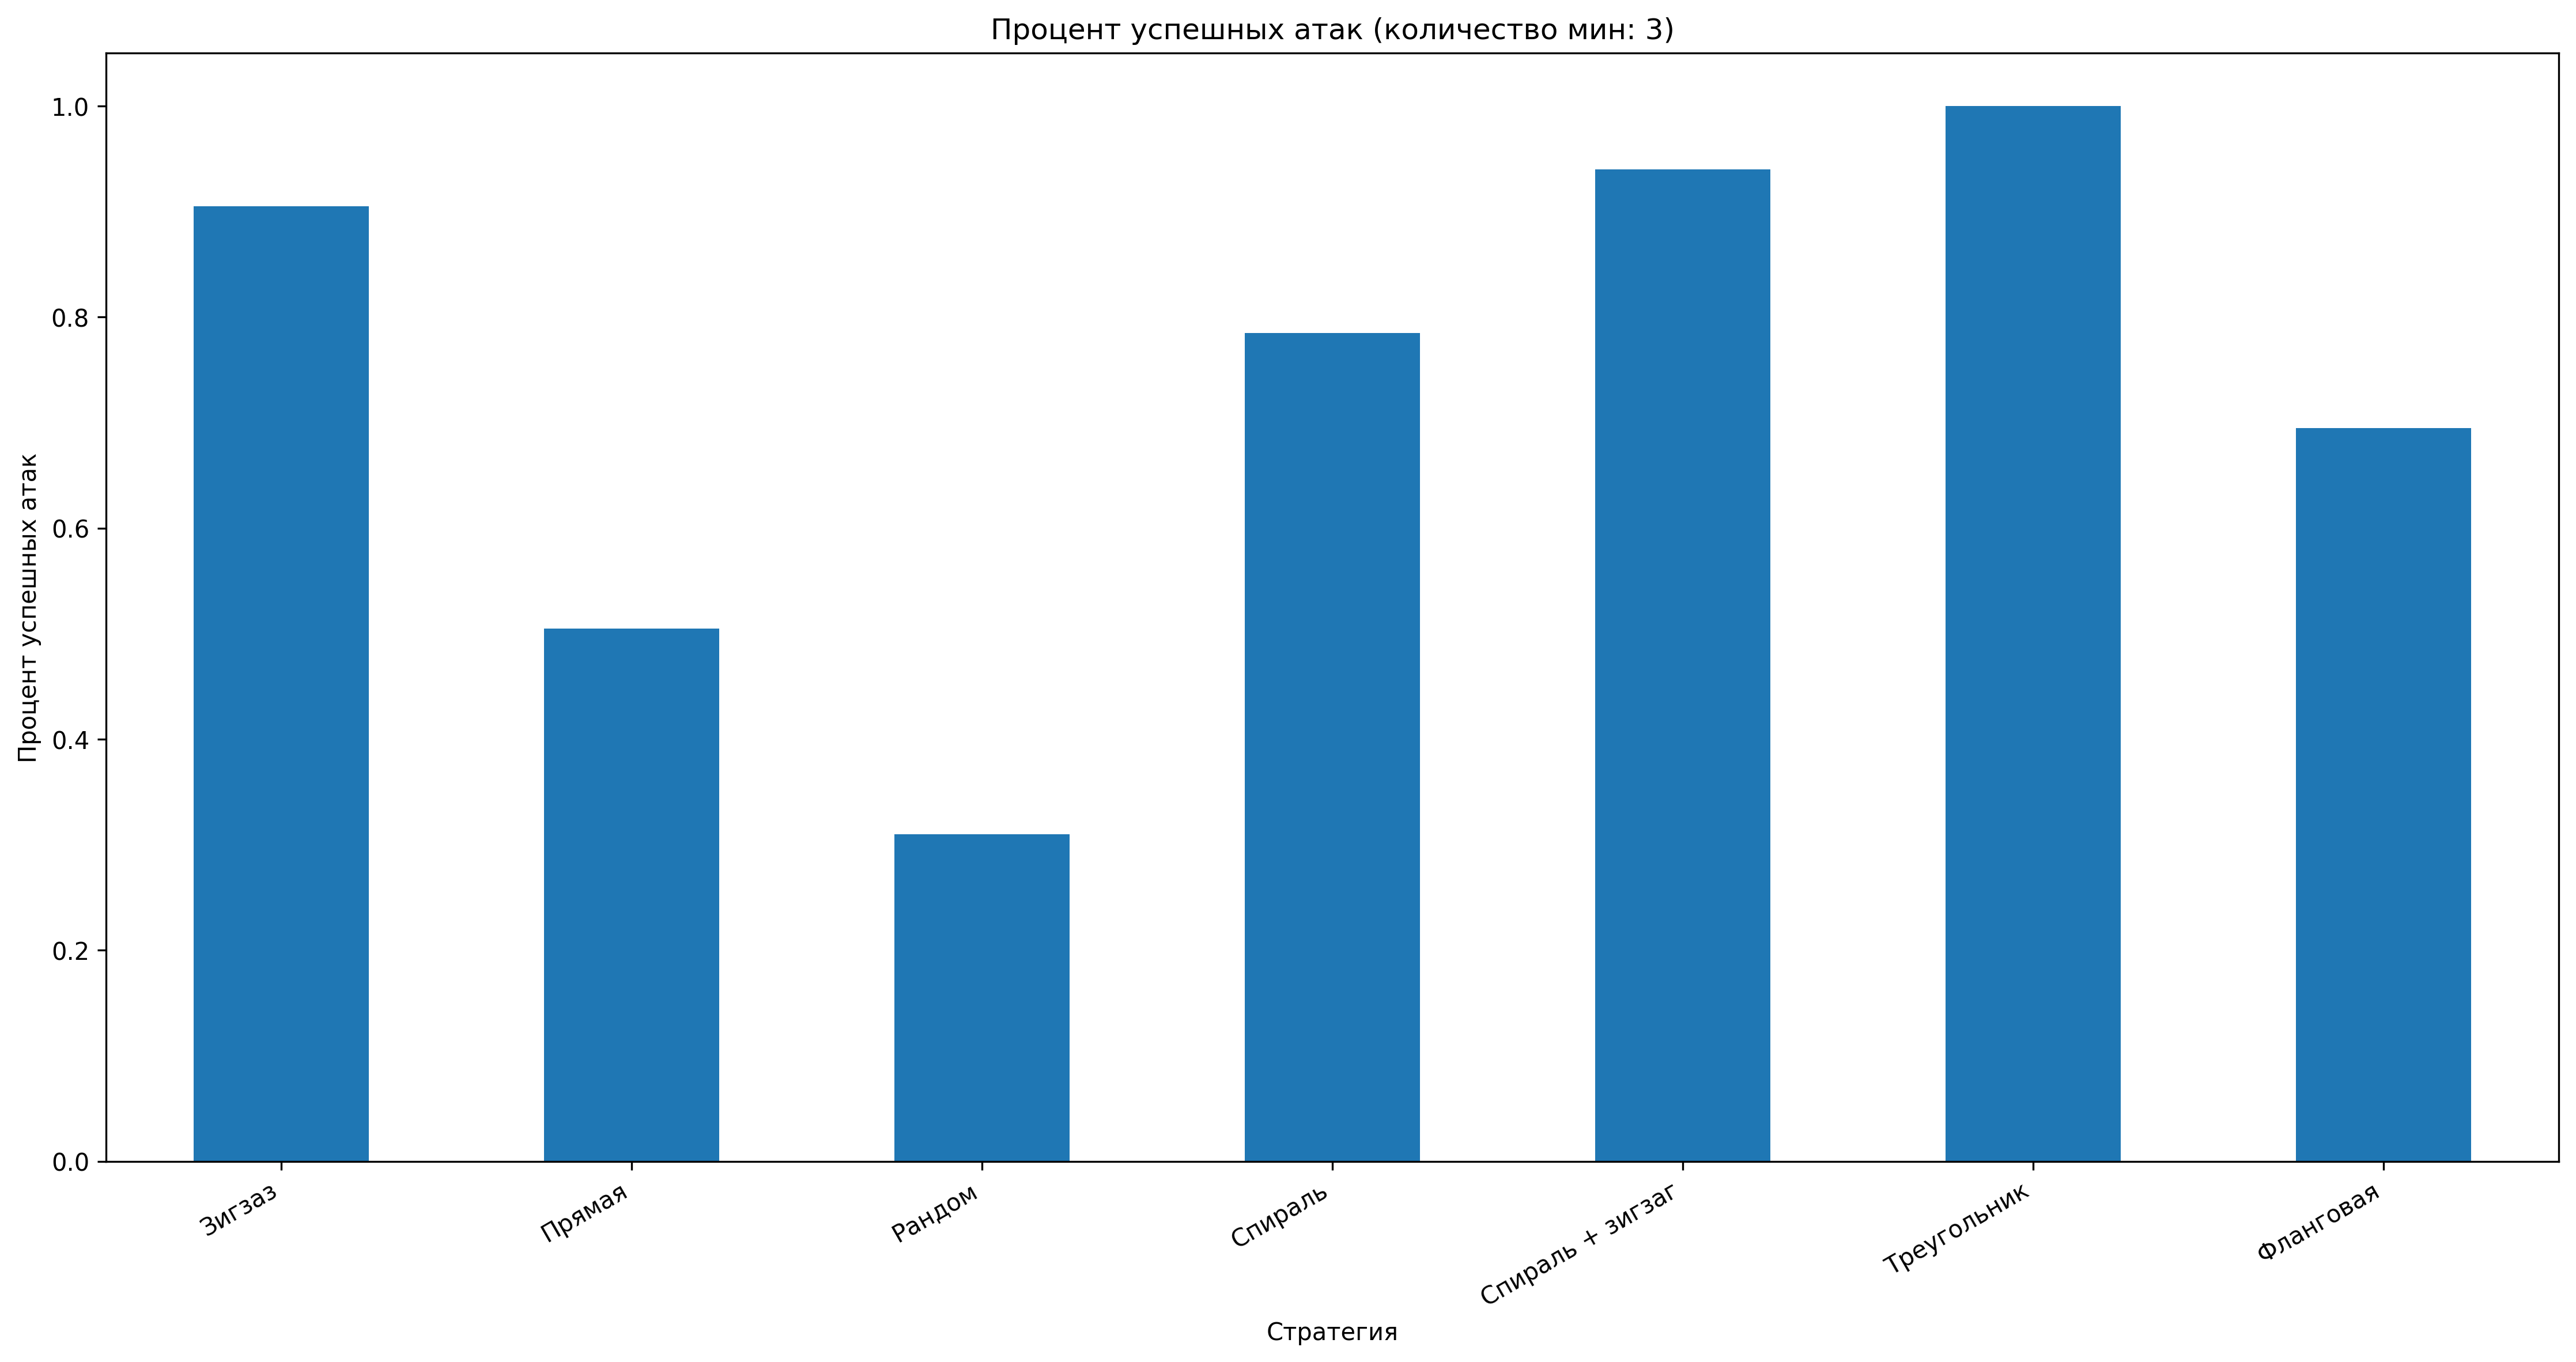 Процент успешных атак (количество мин: 3)
Процент успешных атак
1.0
0.8
0.6
0.4
0.2
0.0
Зигзаз
Прямая
Рандом
Спираль
Спираль + зигзаг
Треугольник
Фланговая
Стратегия